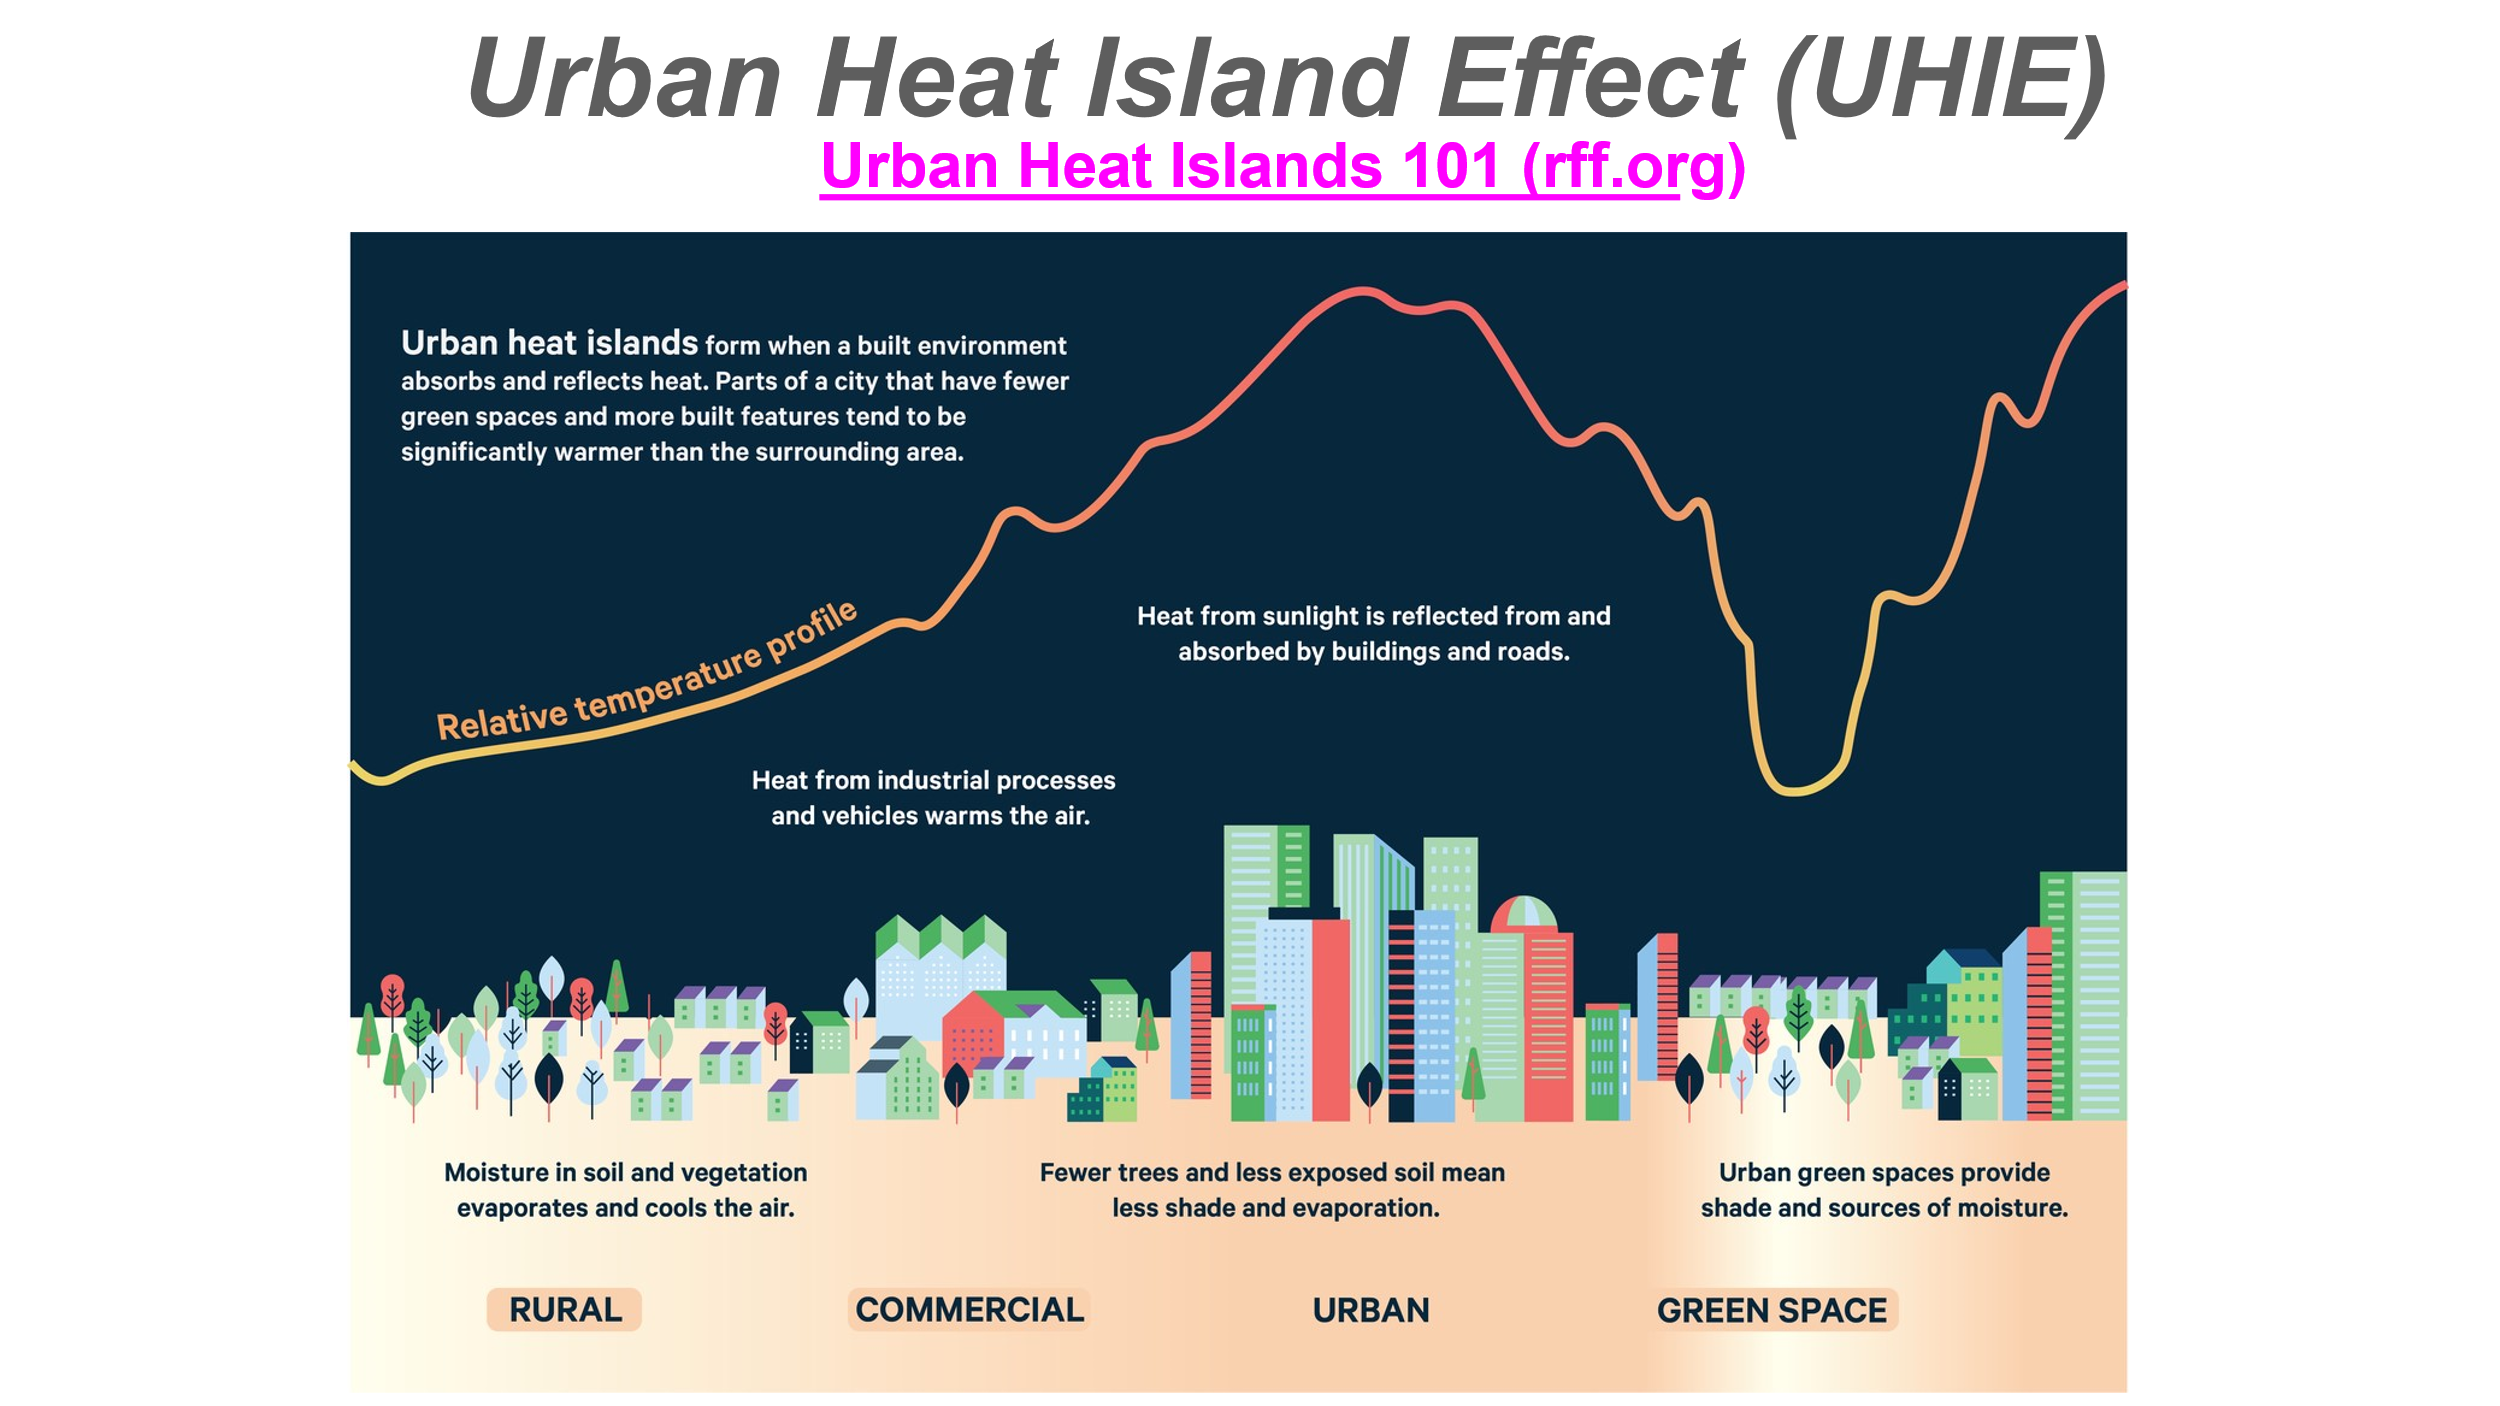 Urban Heat Island Effect (UHIE)
Urban Heat Islands 101 (rff.org)
Urban heat islands form when a built environment
absorbs and reflects heat. Parts of a city that have fewer
green spaces and more built features tend to be
significantly warmer than the surrounding area.
Relative temperature profile
Heat from sunlight is reflected from and
absorbed by buildings and roads.
Heat from industrial processes
and vehicles warms the air.
Moisture in soil and vegetation
evaporates and cools the air.
Fewer trees and less exposed soil mean
less shade and evaporation.
Urban green spaces provide
shade and sources of moisture.
RURAL
COMMERCIAL
URBAN
GREEN SPACE